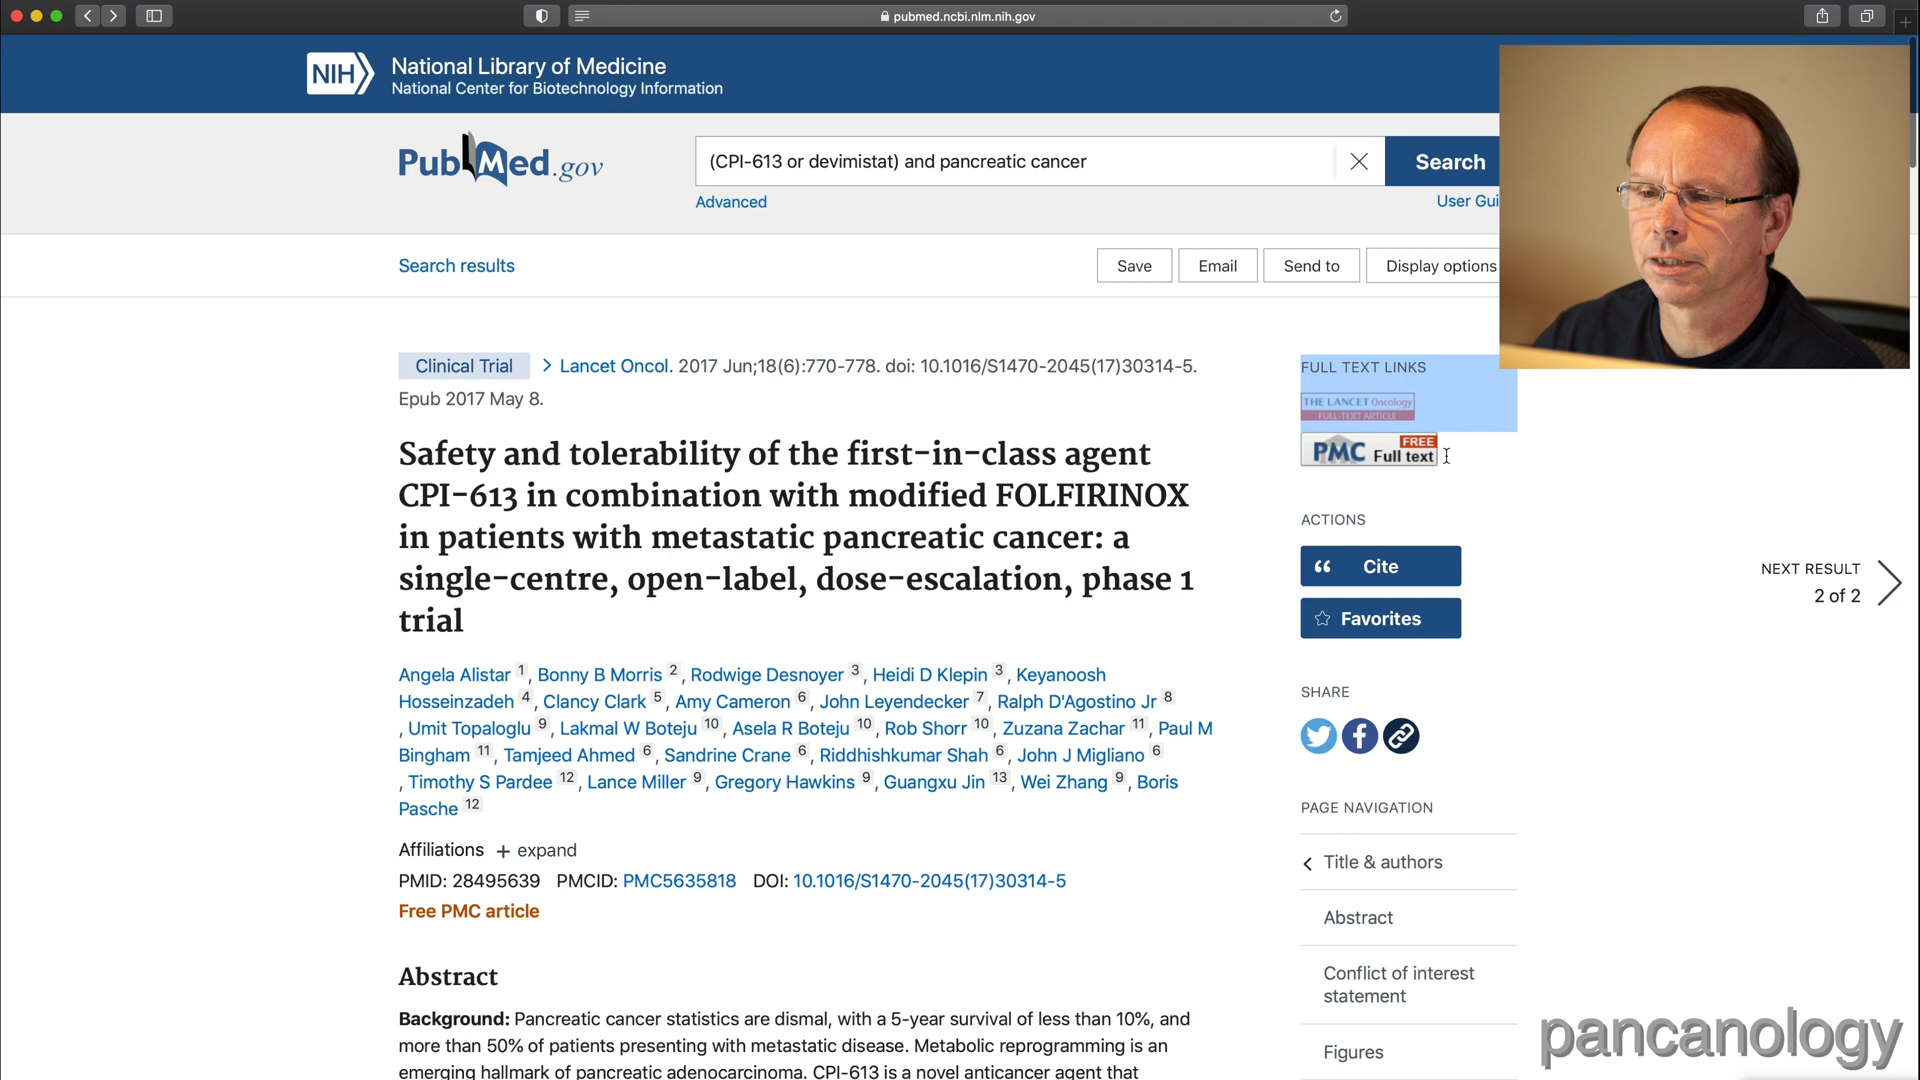 pubmed.ncbi.nlm.nih.gov
NIH
National Library of Medicine
National Center for Biotechnology Information
PubMed.gov
(CPI-613 or devimistat) and pancreatic cancer
Search
Advanced
User Gui
Search results
Save
Email
Send to
Display options
Clinical Trial
Lancet Oncol. 2017 Jun;18(6):770-778. doi: 10.1016/S1470-2045(17)30314-5.
Epub 2017 May 8.
Safety and tolerability of the first-in-class agent
CPI-613 in combination with modified FOLFIRINOX
in patients with metastatic pancreatic cancer: a
single-centre, open-label, dose-escalation, phase 1
trial
Angela Alistar 1, Bonny B Morris 2, Rodwige Desnoyer 3, Heidi D Klepin 3, Keyanoosh
Hosseinzadeh 4, Clancy Clark 5, Amy Cameron 6, John Leyendecker 7, Ralph D'Agostino Jr 8
, Umit Topaloglu 9, Lakmal W Boteju 10, Asela R Boteju 10, Rob Shorr 10, Zuzana Zachar 11, Paul M
Bingham 11, Tamjeed Ahmed 6, Sandrine Crane 6, Riddhishkumar Shah 6, John J Migliano 6
, Timothy S Pardee 12, Lance Miller 9, Gregory Hawkins 9, Guangxu Jin 13, Wei Zhang 9, Boris
Pasche 12
Affiliations + expand
PMID: 28495639 PMCID: PMC5635818 DOI: 10.1016/S1470-2045(17)30314-5
Free PMC article
Abstract
Background: Pancreatic cancer statistics are dismal, with a 5-year survival of less than 10%, and
more than 50% of patients presenting with metastatic disease. Metabolic reprogramming is an
emerging hallmark of pancreatic adenocarcinoma. CPI-613 is a novel anticancer agent that
FULL TEXT LINKS
THE LANCET Oncology
FULL-TEXT ARTICLE
PMC FREE
Full text
ACTIONS
Cite
Favorites
SHARE
PAGE NAVIGATION
Title & authors
Abstract
Conflict of interest
statement
Figures
NEXT RESULT
2 of 2
pancanology